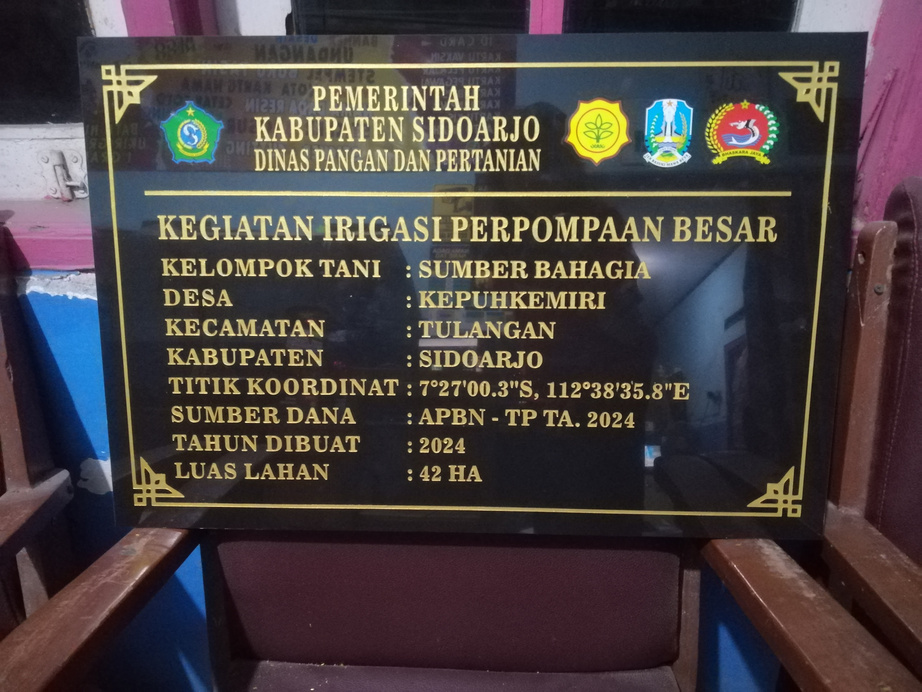 PEMERINTAH
KABUPATEN SIDOARJO
DINAS PANGAN DAN PERTANIAN
KEGIATAN IRIGASI PERPOMPAAN BESAR
KELOMPOK TANI : SUMBER BAHAGIA
DESA : KEPUHKEMIRI
KECAMATAN : TULANGAN
KABUPATEN : SIDOARJO
TITIK KOORDINAT : 7°27'00.3"S, 112°38'35.8"E
SUMBER DANA : APBN - TP TA. 2024
TAHUN DIBUAT : 2024
LUAS LAHAN : 42 HA